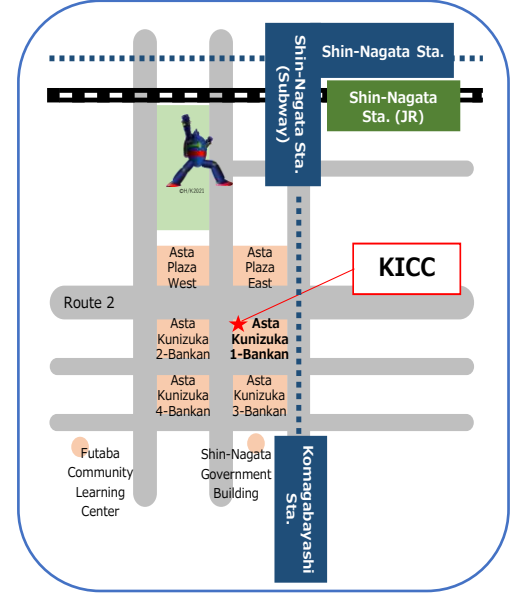 Shin-Nagata Sta.
Shin-Nagata Sta.
(Subway)
Shin-Nagata
Sta. (JR)
©H/K2021
Asta
Plaza
West
Asta
Plaza
East
KICC
Route 2
Asta
Kunizuka
2-Bankan
Asta
Kunizuka
1-Bankan
Asta
Kunizuka
4-Bankan
Asta
Kunizuka
3-Bankan
Futaba
Community
Learning
Center
Shin-Nagata
Government
Building
Komagabayashi
Sta.